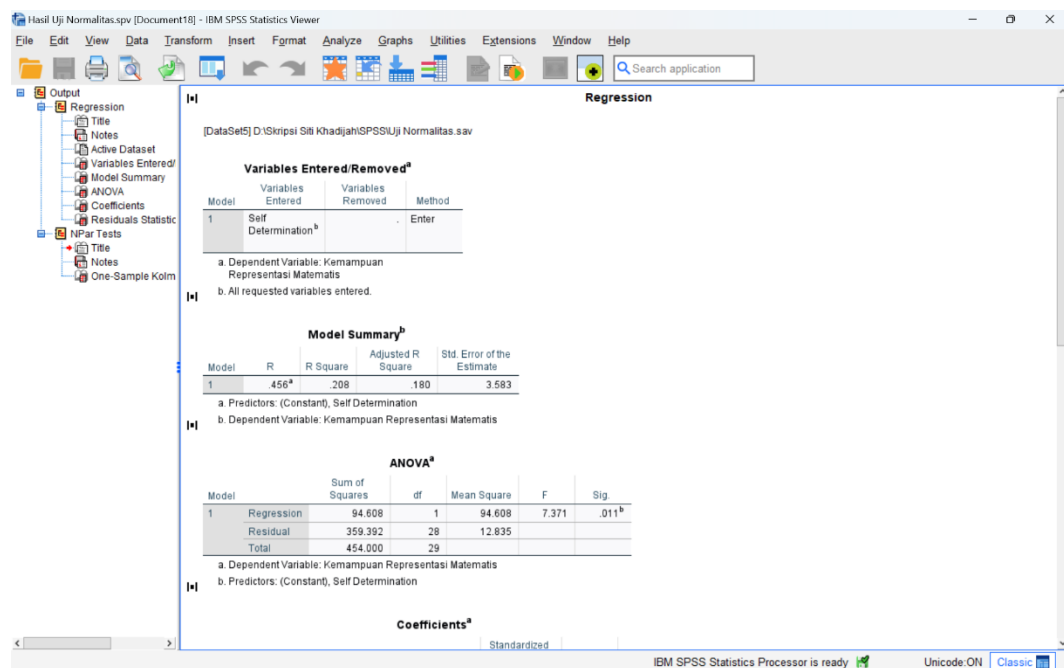 Hasil Uji Normalitas.spv [Document18] - IBM SPSS Statistics Viewer
File Edit View Data Transform Insert Format Analyze Graphs Utilities Extensions Window Help
Search application
Output
Regression
Title
Notes
Active Dataset
Variables Entered/
Model Summary
ANOVA
Coefficients
Residuals Statistic
NPar Tests
Title
Notes
One-Sample Kolm
Regression
[DataSet5] D:\Skripsi Siti Khadijah\SPSS\Uji Normalitas.sav
Variables Entered/Removedᵃ
Variables Variables
Model Entered Removed Method
1 Self . Enter
Determinationᵇ
a. Dependent Variable: Kemampuan
Representasi Matematis
b. All requested variables entered.
Model Summaryᵇ
Adjusted R Std. Error of the
Model R R Square Square Estimate
1 .456ᵃ .208 .180 3.583
a. Predictors: (Constant), Self Determination
b. Dependent Variable: Kemampuan Representasi Matematis
ANOVAᵃ
Sum of
Model Squares df Mean Square F Sig.
1 Regression 94.608 1 94.608 7.371 .011ᵇ
Residual 359.392 28 12.835
Total 454.000 29
a. Dependent Variable: Kemampuan Representasi Matematis
b. Predictors: (Constant), Self Determination
Coefficientsᵃ
Standardized
IBM SPSS Statistics Processor is ready Unicode:ON Classic